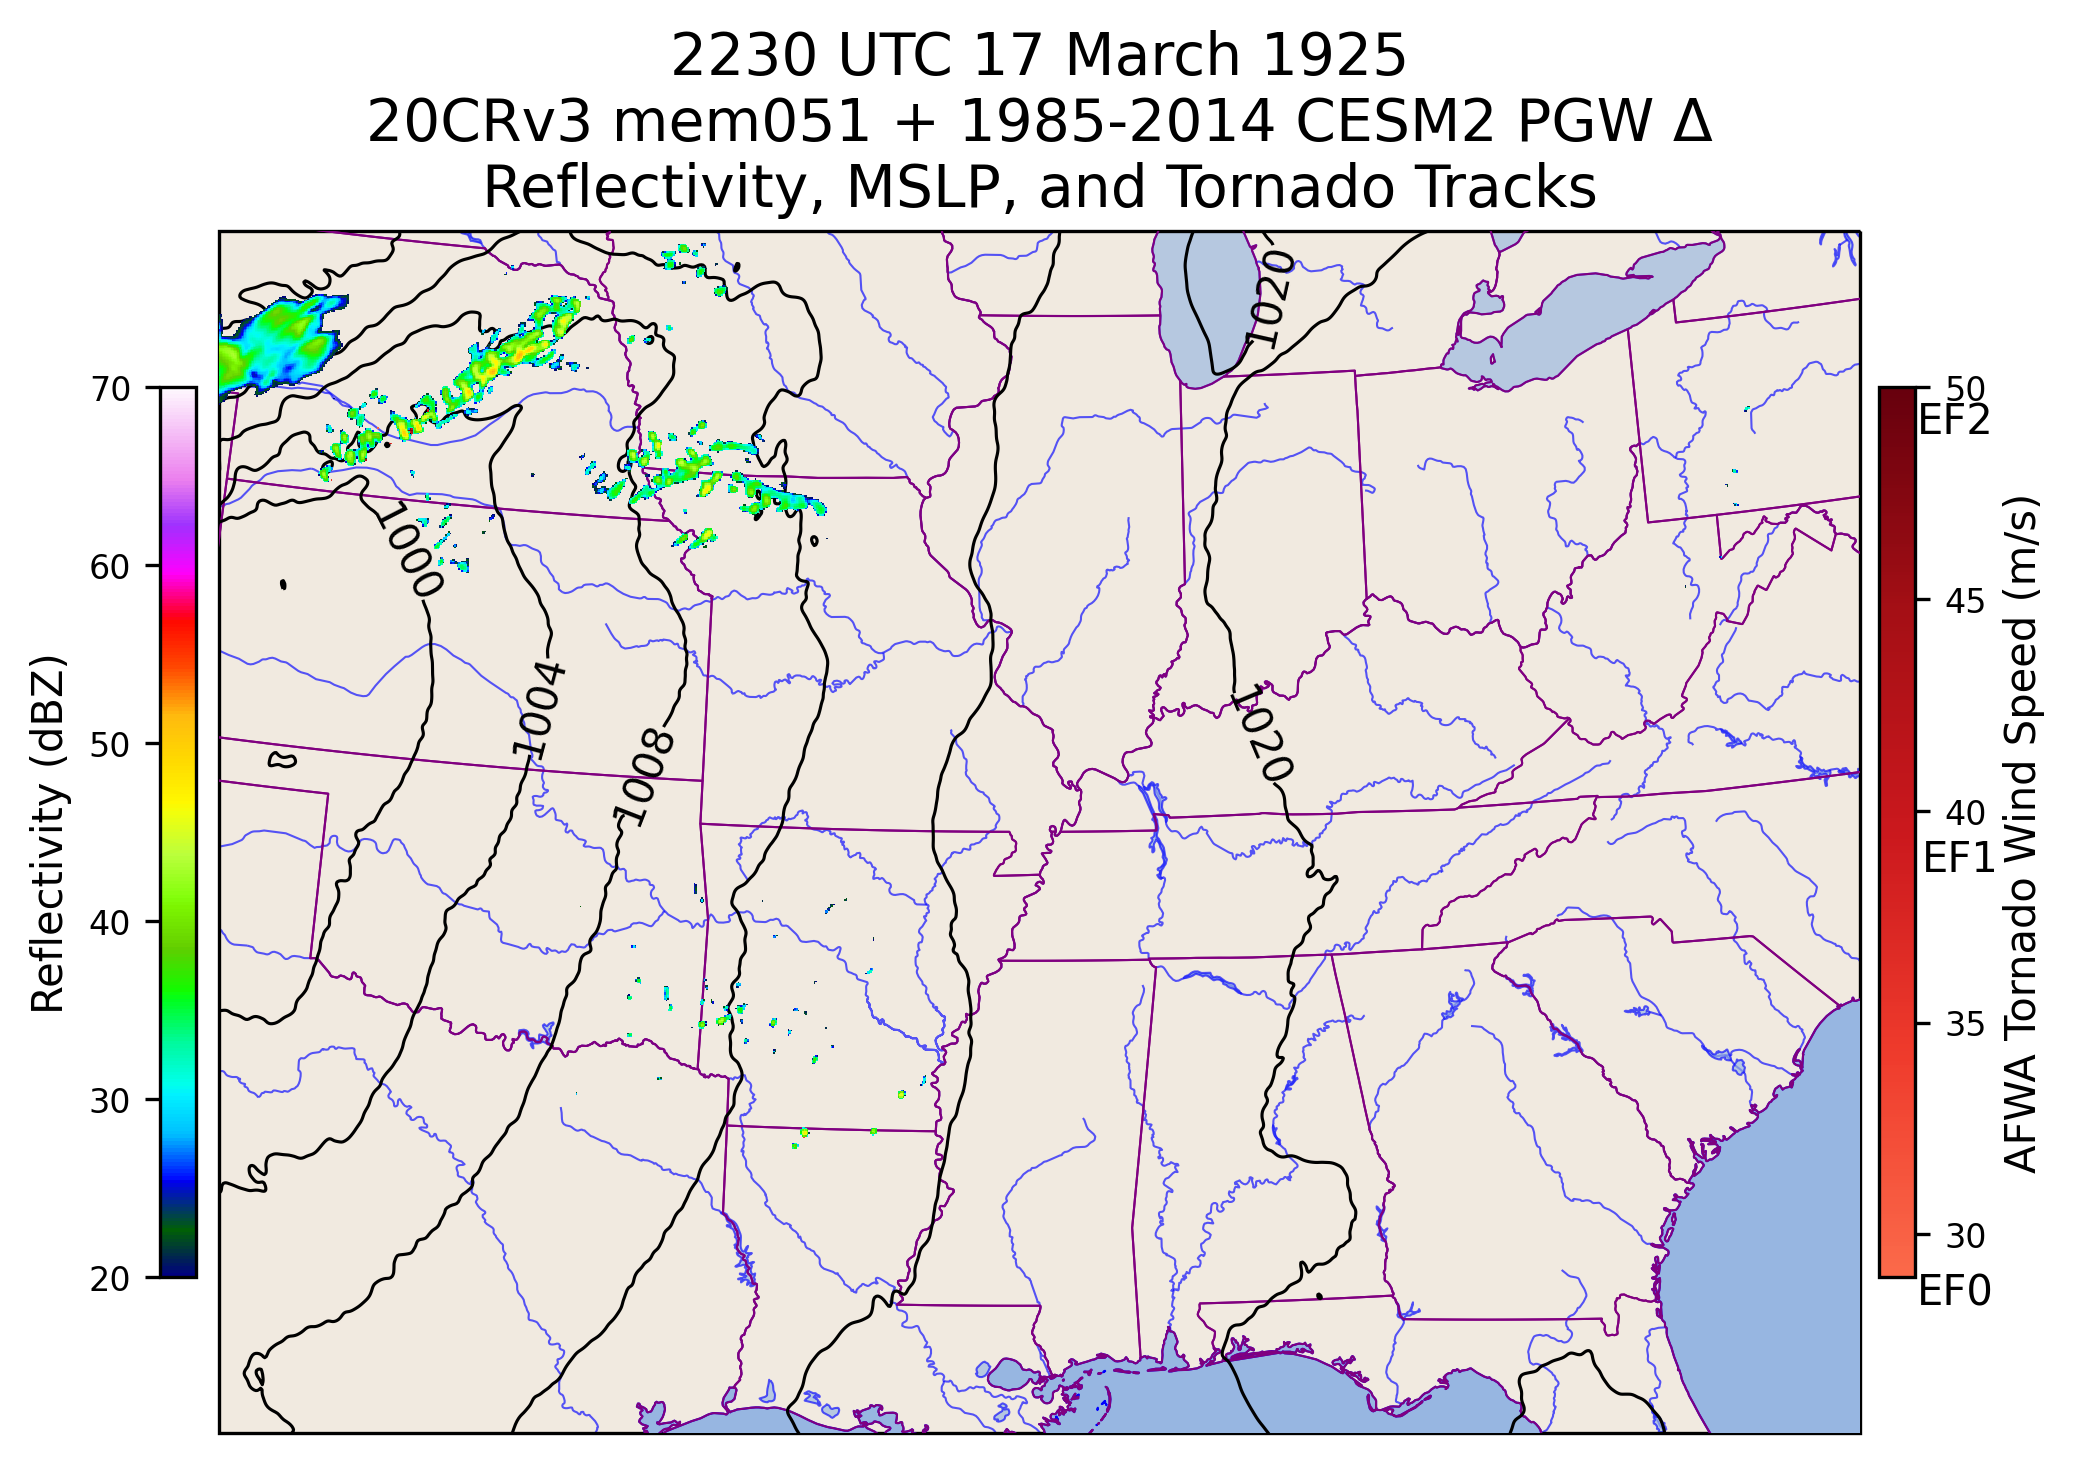 2230 UTC 17 March 1925
20CRv3 mem051 + 1985-2014 CESM2 PGW Δ
Reflectivity, MSLP, and Tornado Tracks
Reflectivity (dBZ)
70
60
50
40
30
20
1020
1000
1004
1008
1020
50
EF2
45
40
EF1
35
30
EF0
AFWA Tornado Wind Speed (m/s)